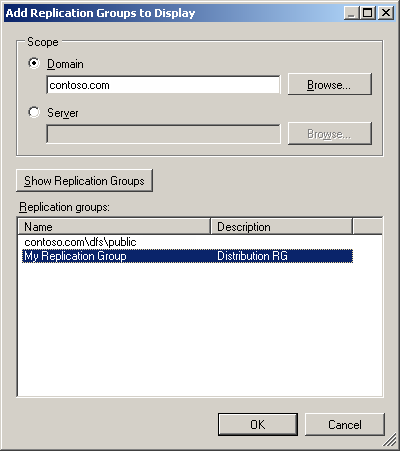 Add Replication Groups to Display
Scope
Domain
contoso.com
Browse...
Server
Browse...
Show Replication Groups
Replication groups:
Name Description
contoso.com\dfs\public
My Replication Group Distribution RG
OK Cancel